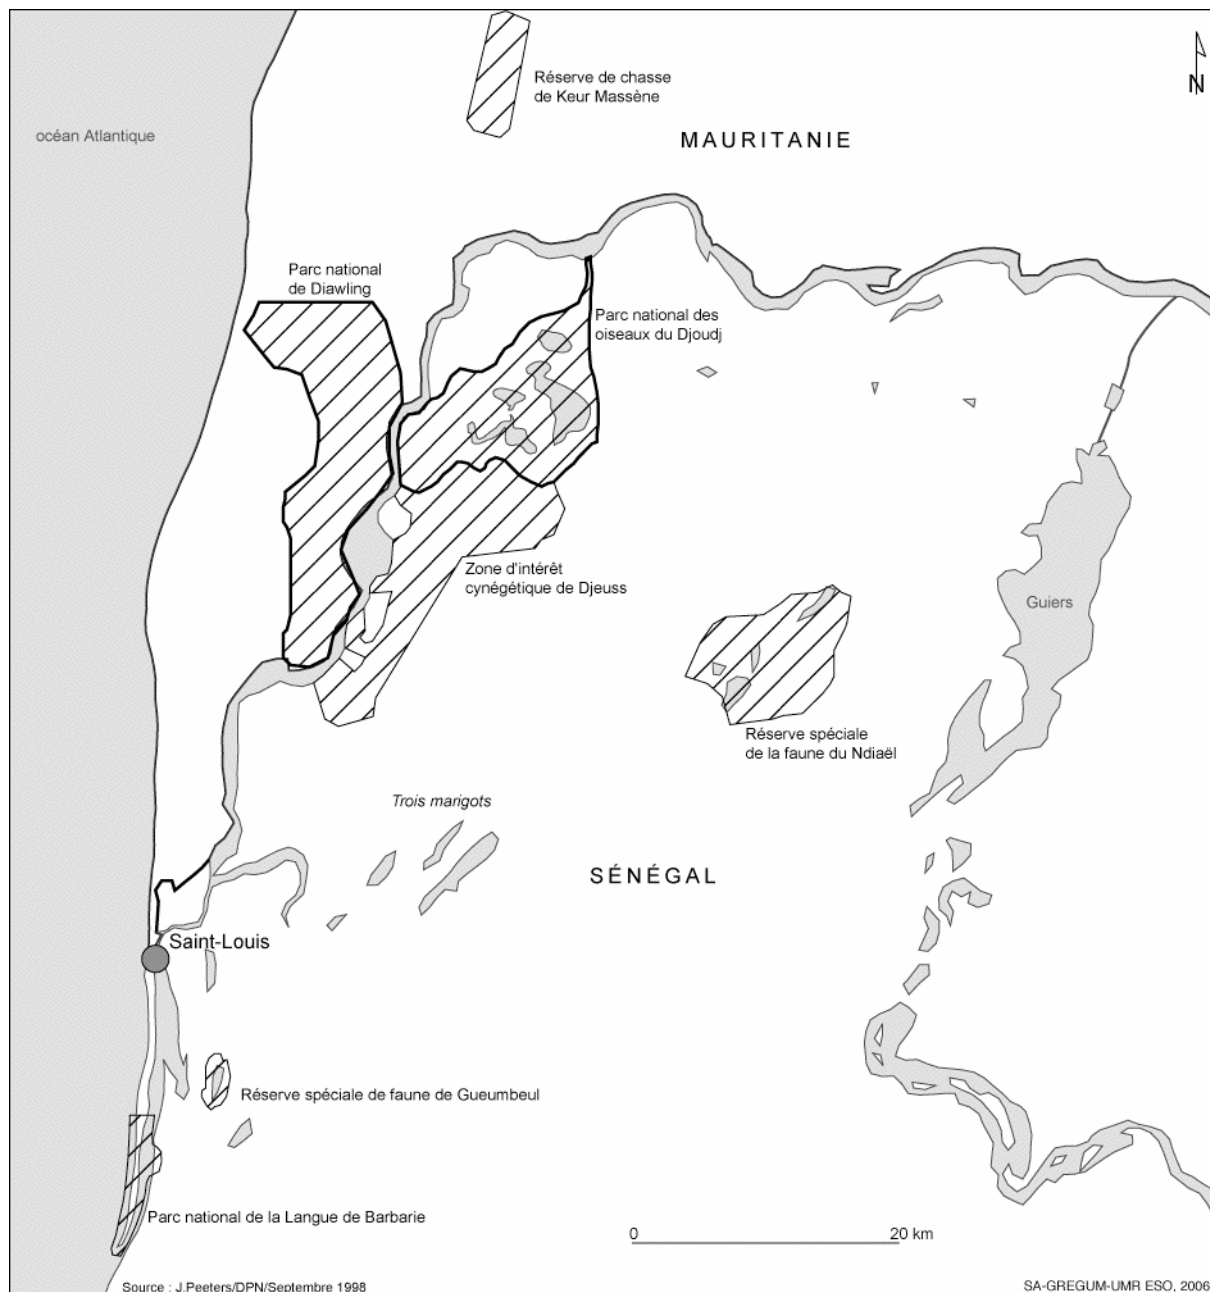 Réserve de chasse
de Keur Massène
N
océan Atlantique
MAURITANIE
Parc national
de Diawling
Parc national des
oiseaux du Djoudj
Zone d'intérêt
cynégétique de Djeuss
Guiers
Réserve spéciale
de la faune du Ndiaël
Trois marigots
SÉNÉGAL
Saint-Louis
Réserve spéciale de faune de Gueumbeul
Parc national de la Langue de Barbarie
0 20 km
Source : J.Peeters/DPN/Septembre 1998
SA-GREGUM-UMR ESO, 2006